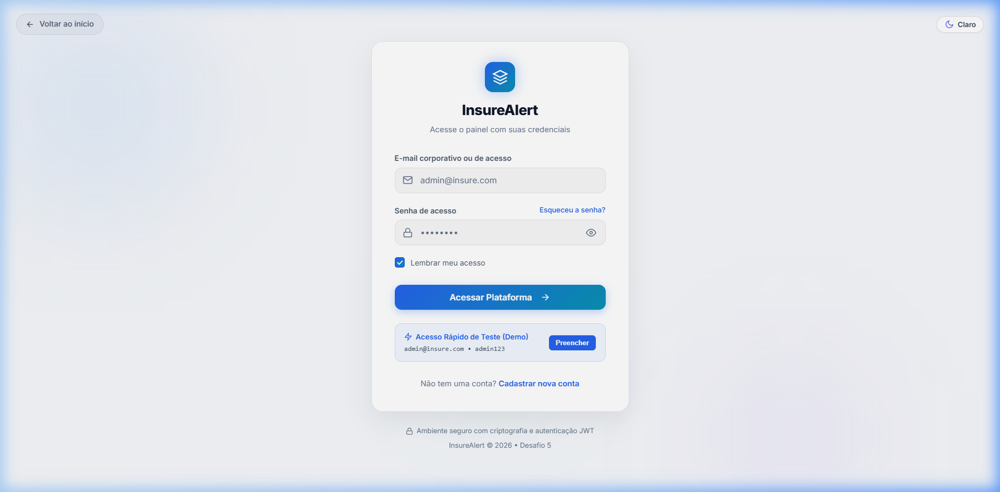 Voltar ao início
Claro
InsureAlert
Acesse o painel com suas credenciais
E-mail corporativo ou de acesso
admin@insure.com
Senha de acesso
Esqueceu a senha?
••••••••
Lembrar meu acesso
Acessar Plataforma →
Acesso Rápido de Teste (Demo)
admin@insure.com • admin123
Preencher
Não tem uma conta? Cadastrar nova conta
Ambiente seguro com criptografia e autenticação JWT
InsureAlert © 2026 • Desafio 5